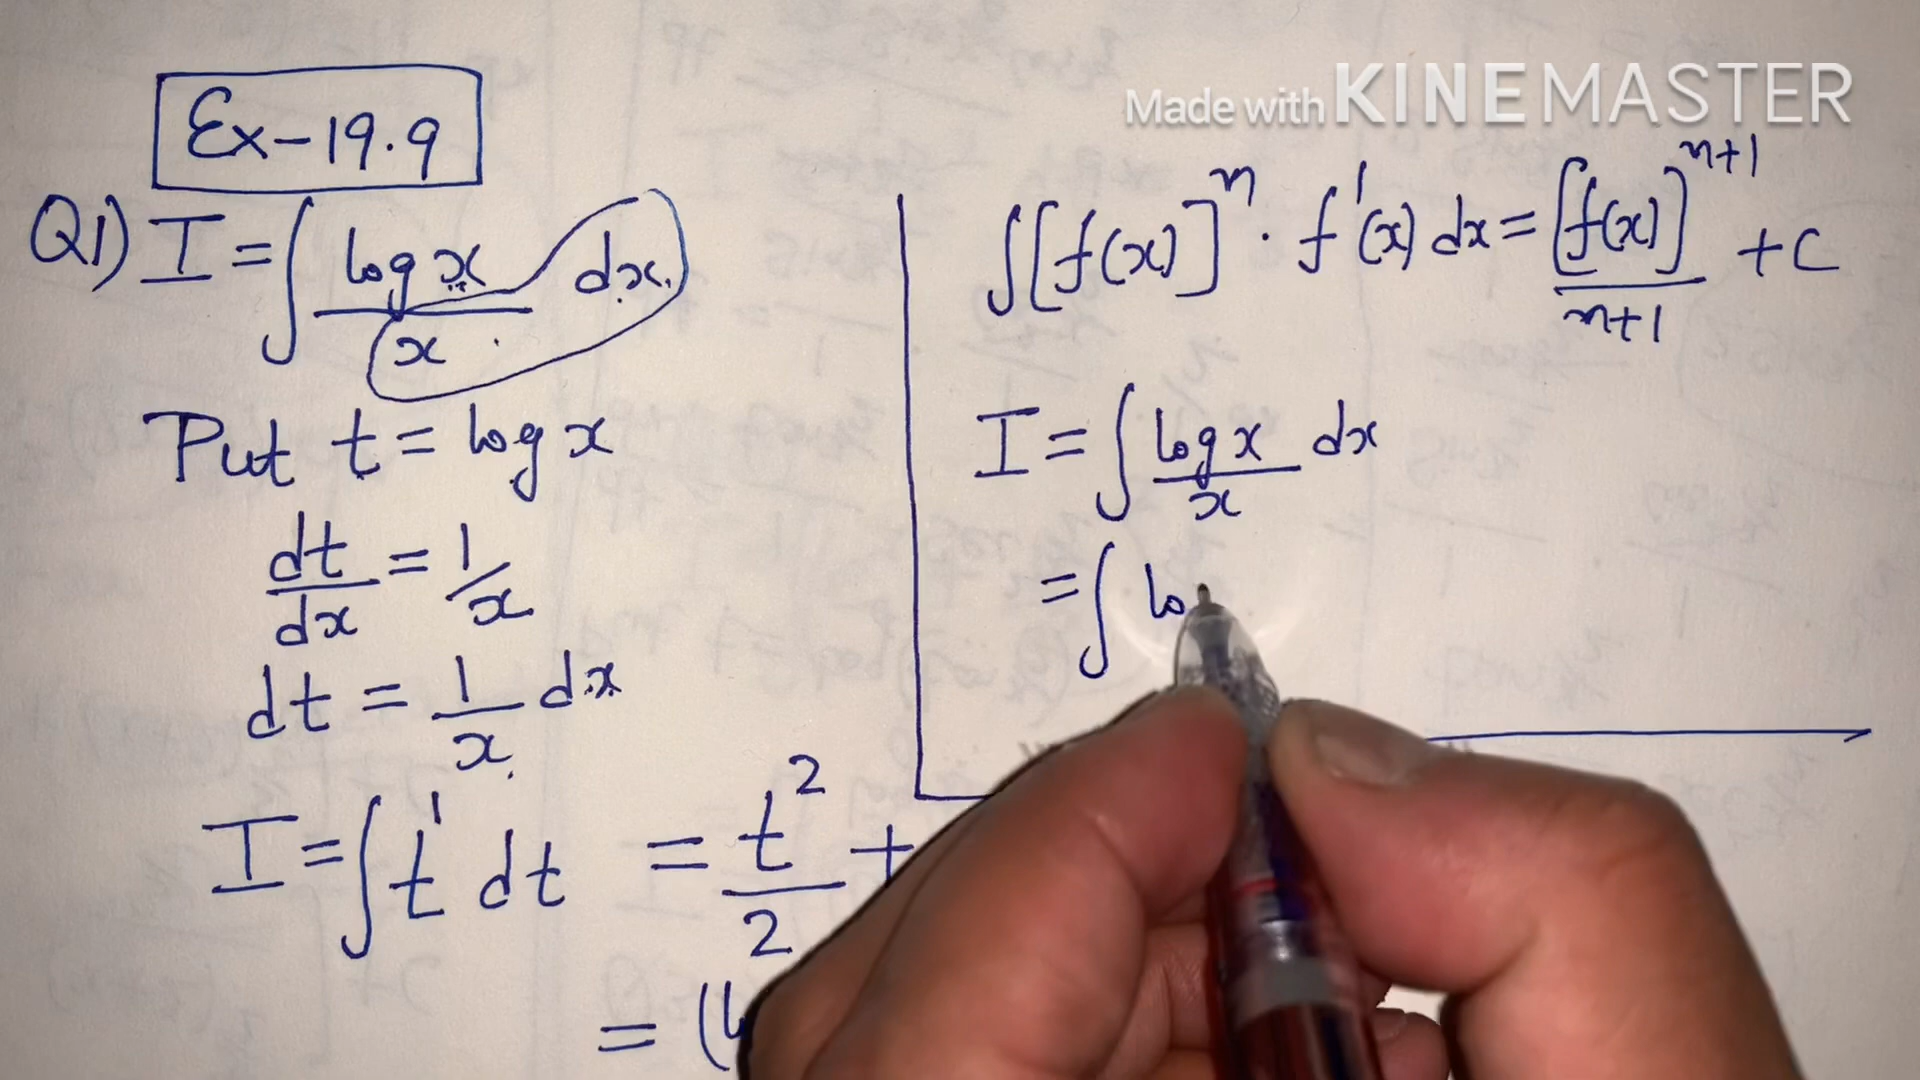 Made with KINEMASTER
Ex-19.9
Q1) I = ∫ log x / x dx
Put t = log x
dt/dx = 1/x
dt = 1/x dx
I = ∫ t¹ dt = t²/2 +
= (l
∫[f(x)]ⁿ · f'(x) dx = [f(x)]ⁿ⁺¹ / n+1 + C
I = ∫ log x / x dx
= ∫ lo